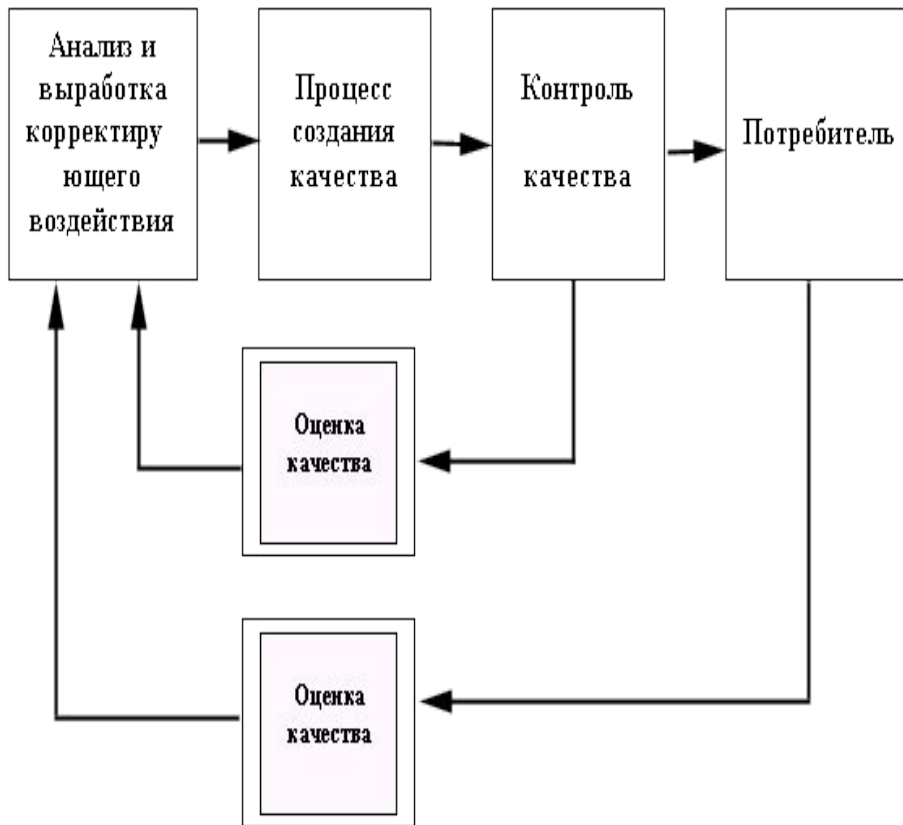 Анализ и
выработка
корректиру
ющего
воздействия
Процесс
создания
качества
Контроль
качества
Потребитель
Оценка
качества
Оценка
качества